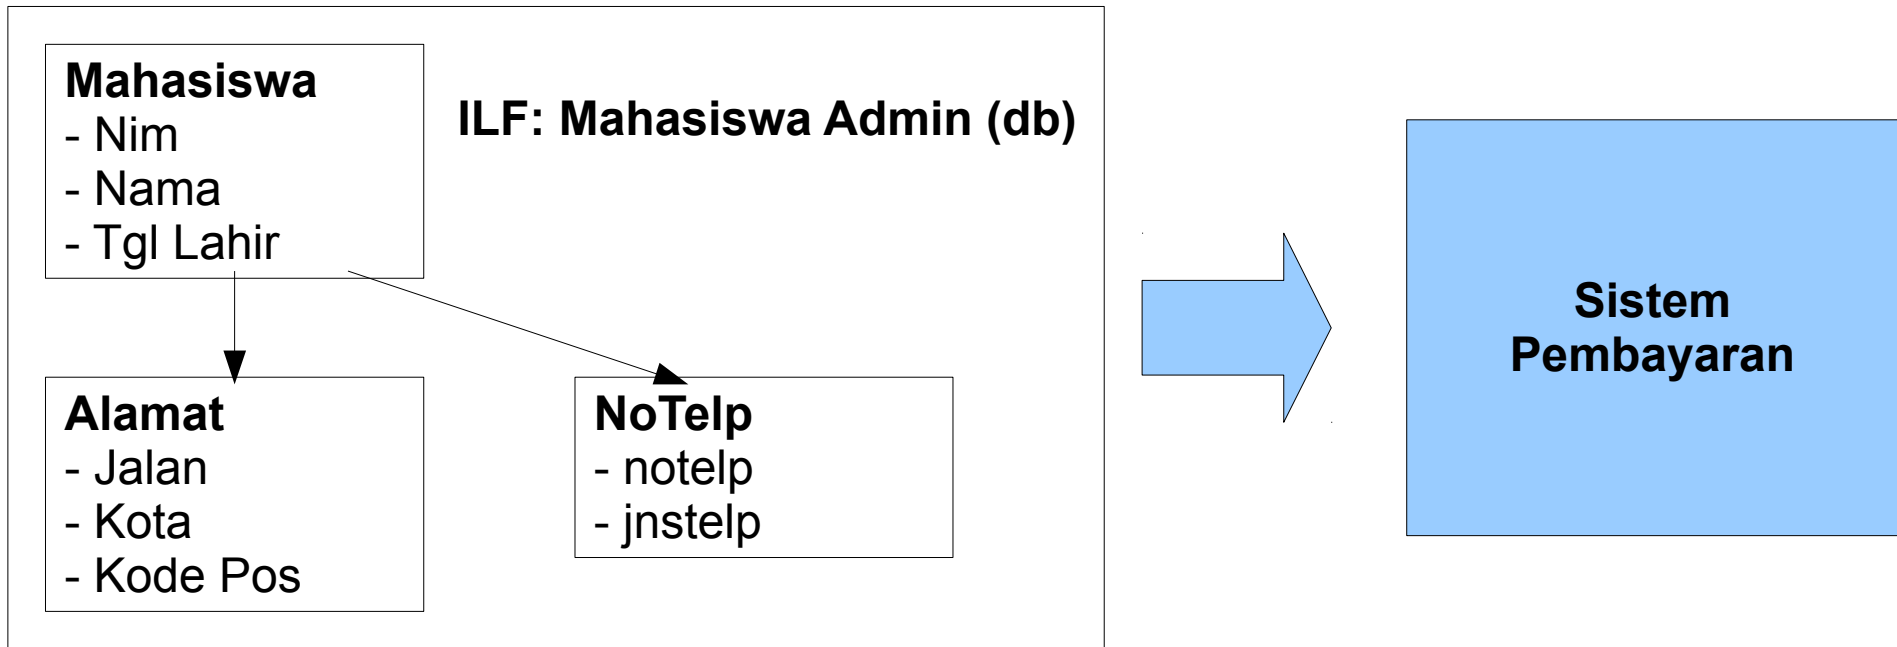 Mahasiswa
- Nim
- Nama
- Tgl Lahir
ILF: Mahasiswa Admin (db)
Alamat
- Jalan
- Kota
- Kode Pos
NoTelp
- notelp
- jnstelp
Sistem
Pembayaran